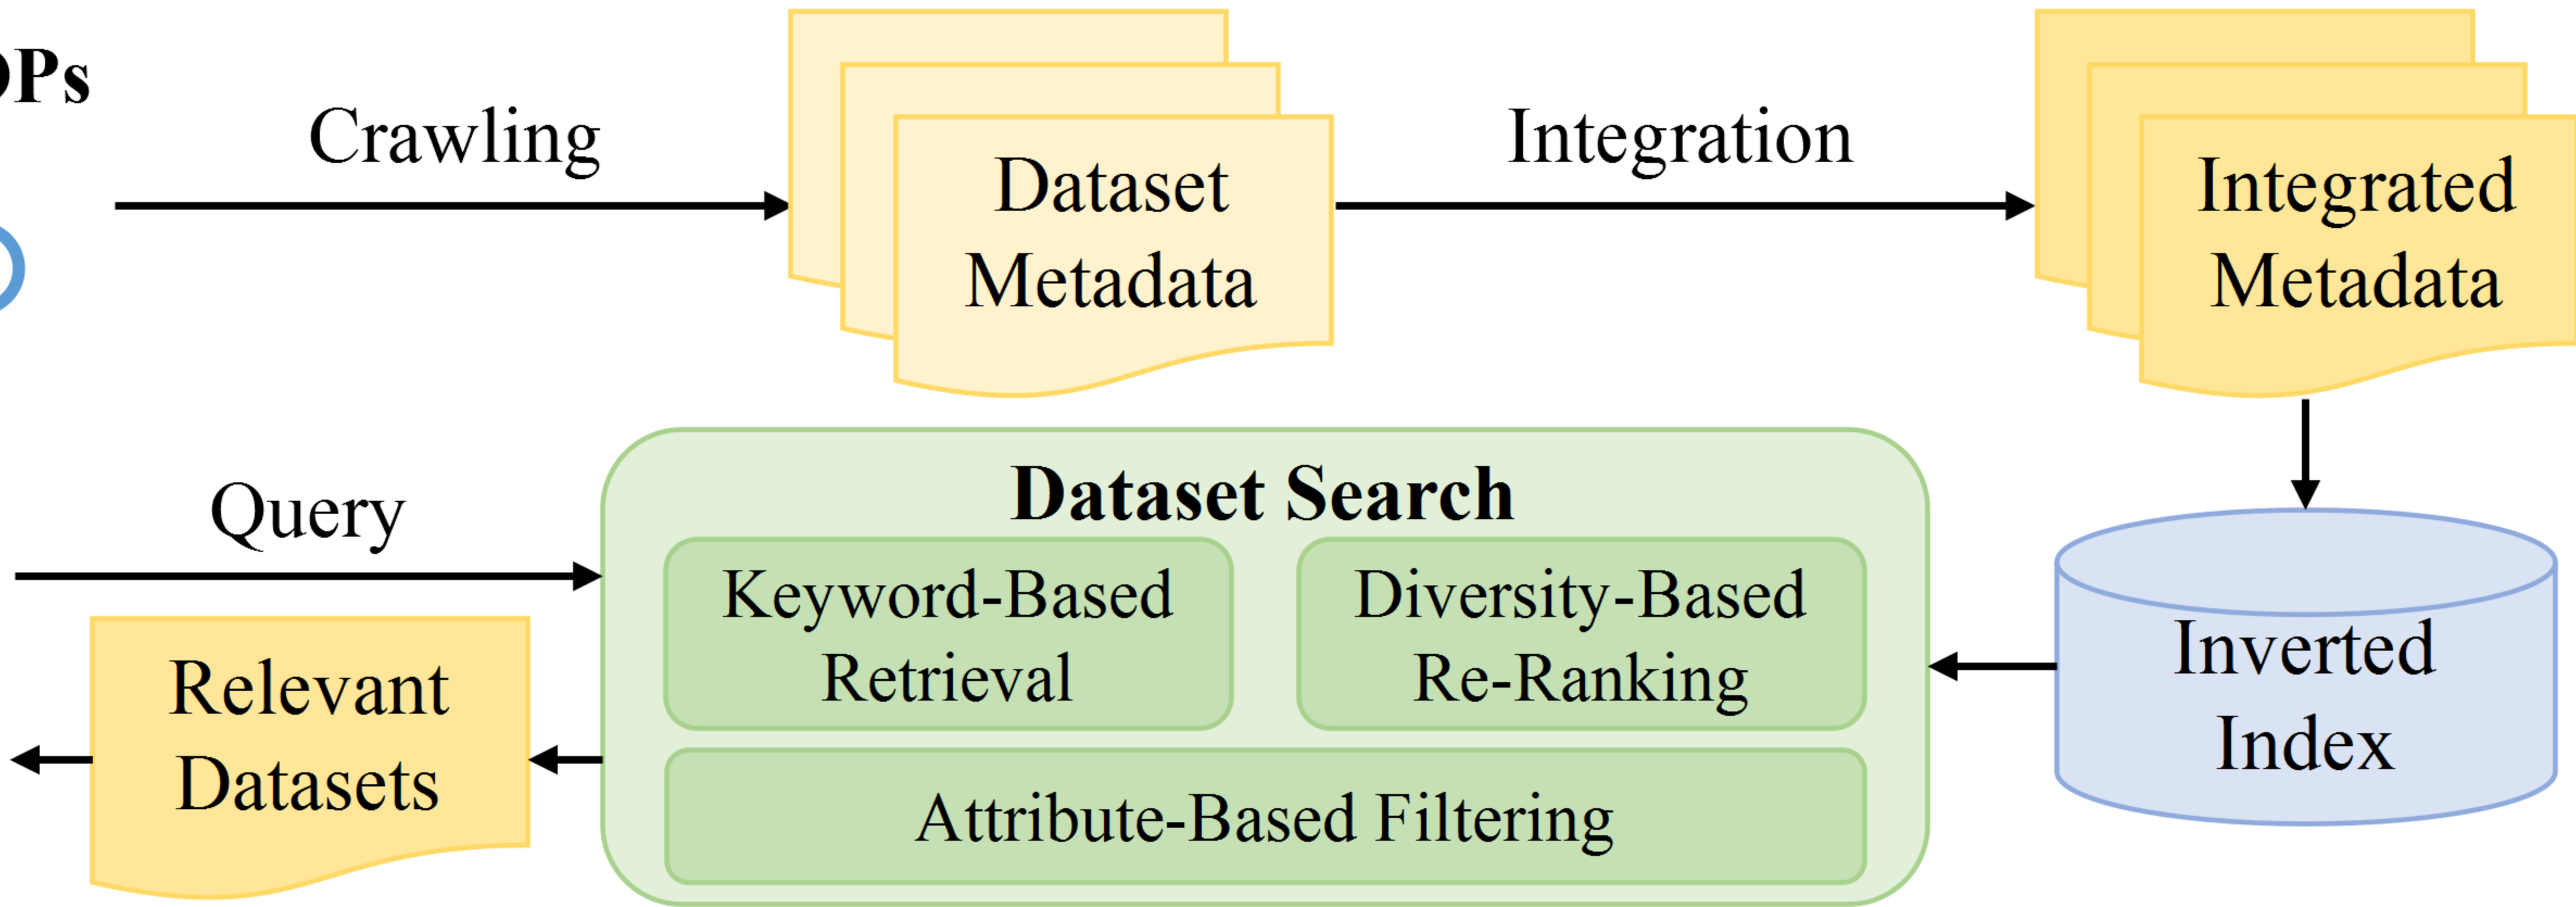 Crawling
Dataset
Metadata
Integration
Integrated
Metadata
Query
Dataset Search
Keyword-Based
Retrieval
Diversity-Based
Re-Ranking
Attribute-Based Filtering
Relevant
Datasets
Inverted
Index